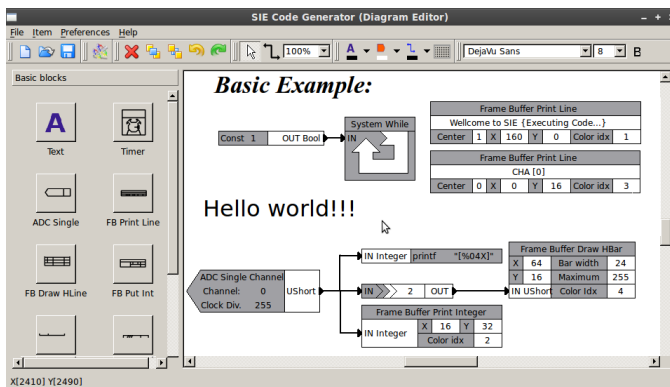 SIE Code Generator (Diagram Editor)
File Item Preferences Help
100% A DejaVu Sans 8 B
Basic blocks
A
Text
Timer
ADC Single
FB Print Line
FB Draw HLine
FB Put Int
Basic Example:
Const 1 OUT Bool
System While
IN
Frame Buffer Print Line
Wellcome to SIE {Executing Code...}
Center 1 X 160 Y 0 Color idx 1
Frame Buffer Print Line
CHA [0]
Center 0 X 0 Y 16 Color idx 3
Hello world!!!
ADC Single Channel
Channel: 0
Clock Div. 255
UShort
IN Integer printf "[%04X]"
IN 2 OUT
Frame Buffer Draw HBar
X 64 Bar width 24
Y 16 Maximum 255
IN UShort Color Idx 4
Frame Buffer Print Integer
IN Integer
X 16 Y 32
Color idx 2
X[2410] Y[2490]